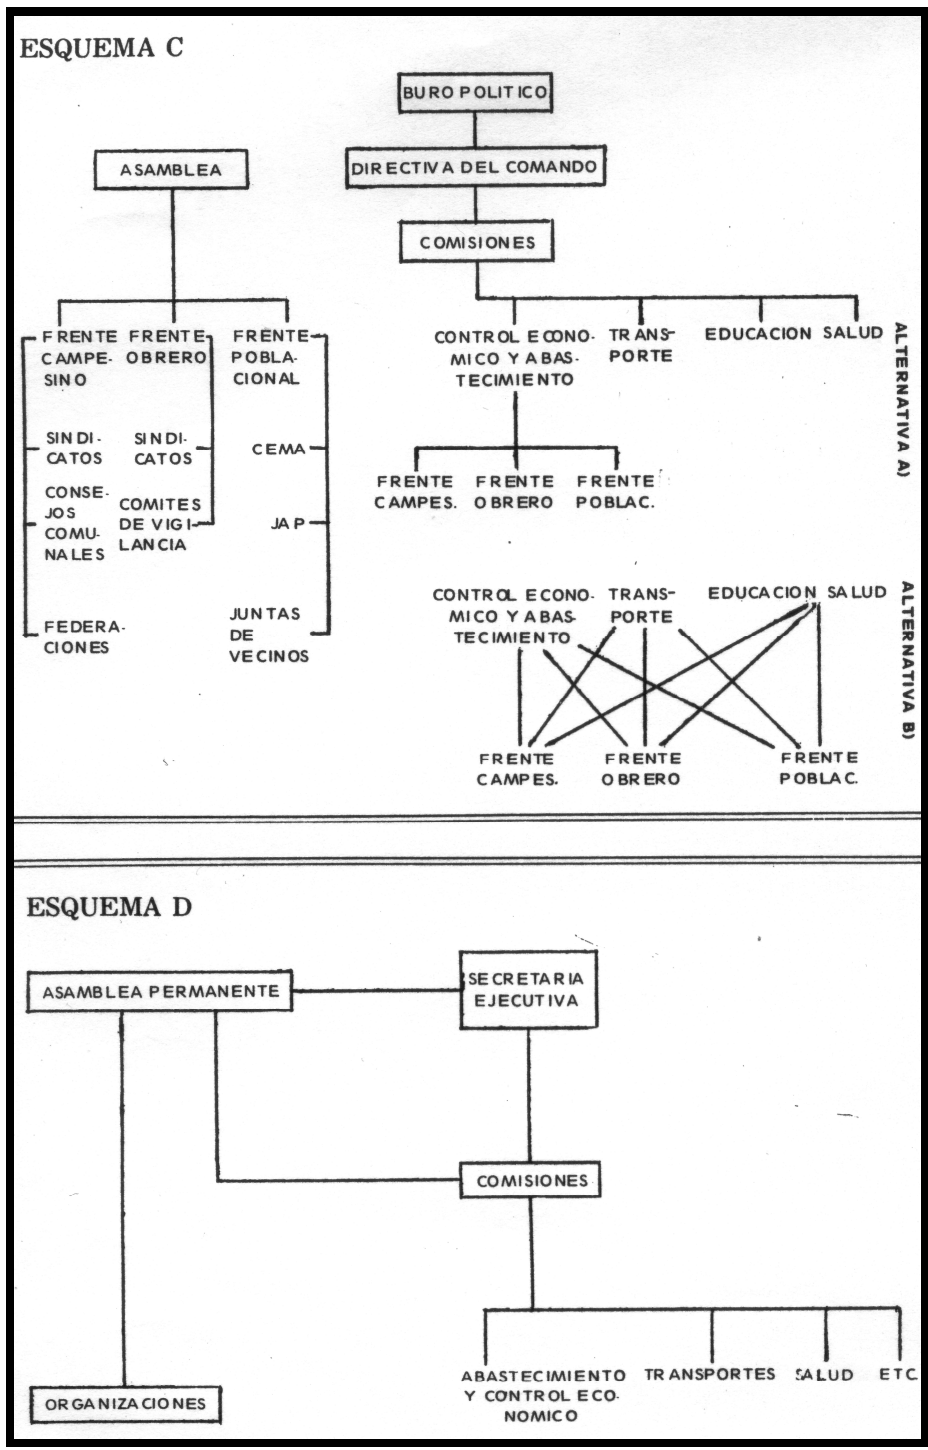 ESQUEMA C
BURO POLITICO
ASAMBLEA
DIRECTIVA DEL COMANDO
COMISIONES
FRENTE
CAMPE-
SINO
FRENTE
OBRERO
FRENTE
POBLA-
CIONAL
SINDI-
CATOS
CONSE-
JOS
COMU-
NALES
FEDERA-
CIONES
SINDI-
CATOS
COMITES
DE VIGI-
LANCIA
CEMA
JAP
JUNTAS
DE
VECINOS
CONTROL ECONO-
MICO Y ABAS-
TECIMIENTO
TRANS-
PORTE
EDUCACION
SALUD
ALTERNATIVA A)
FRENTE
CAMPES.
FRENTE
OBRERO
FRENTE
POBLAC.
CONTROL ECONO-
MICO Y ABAS-
TECIMIENTO
TRANS-
PORTE
EDUCACION
SALUD
ALTERNATIVA B)
FRENTE
CAMPES.
FRENTE
OBRERO
FRENTE
POBLAC.
ESQUEMA D
ASAMBLEA PERMANENTE
SECRETARIA
EJECUTIVA
COMISIONES
ABASTECIMIENTO
Y CONTROL ECO-
NOMICO
TRANSPORTES
SALUD
ETC.
ORGANIZACIONES